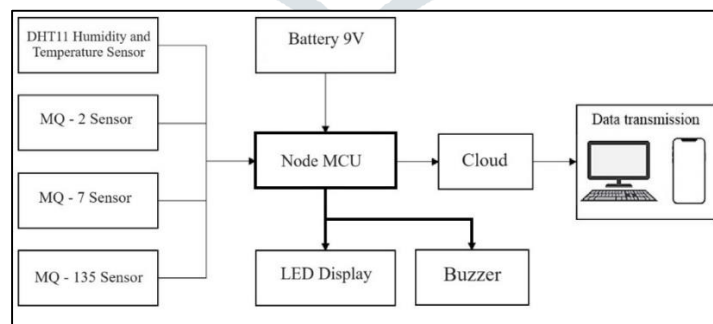 DHT11 Humidity and
Temperature Sensor
Battery 9V
MQ - 2 Sensor
Data transmission
Node MCU
Cloud
MQ - 7 Sensor
MQ - 135 Sensor
LED Display
Buzzer